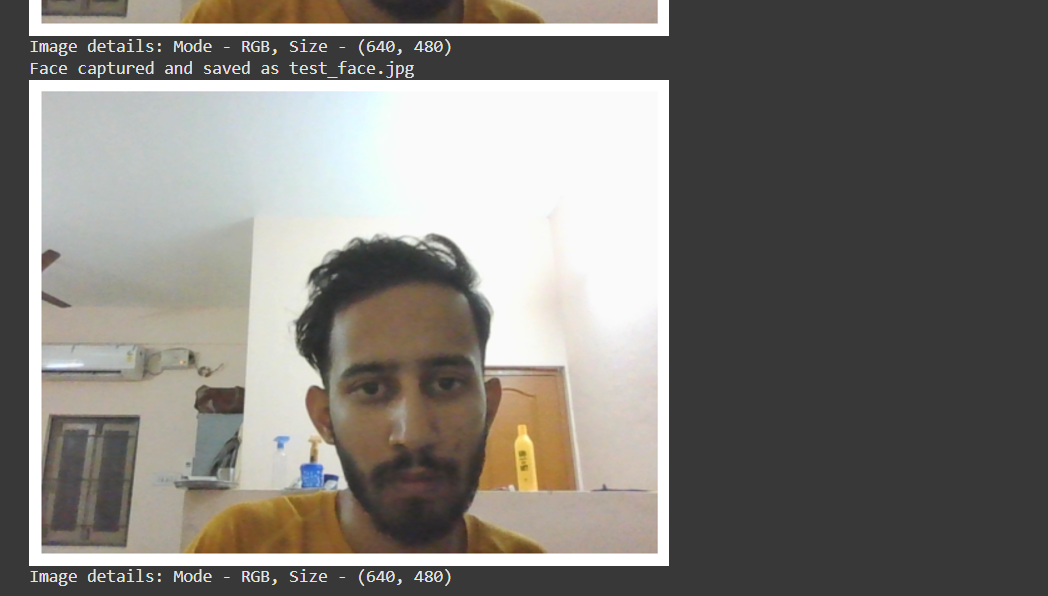 Image details: Mode - RGB, Size - (640, 480)
Face captured and saved as test_face.jpg
Image details: Mode - RGB, Size - (640, 480)